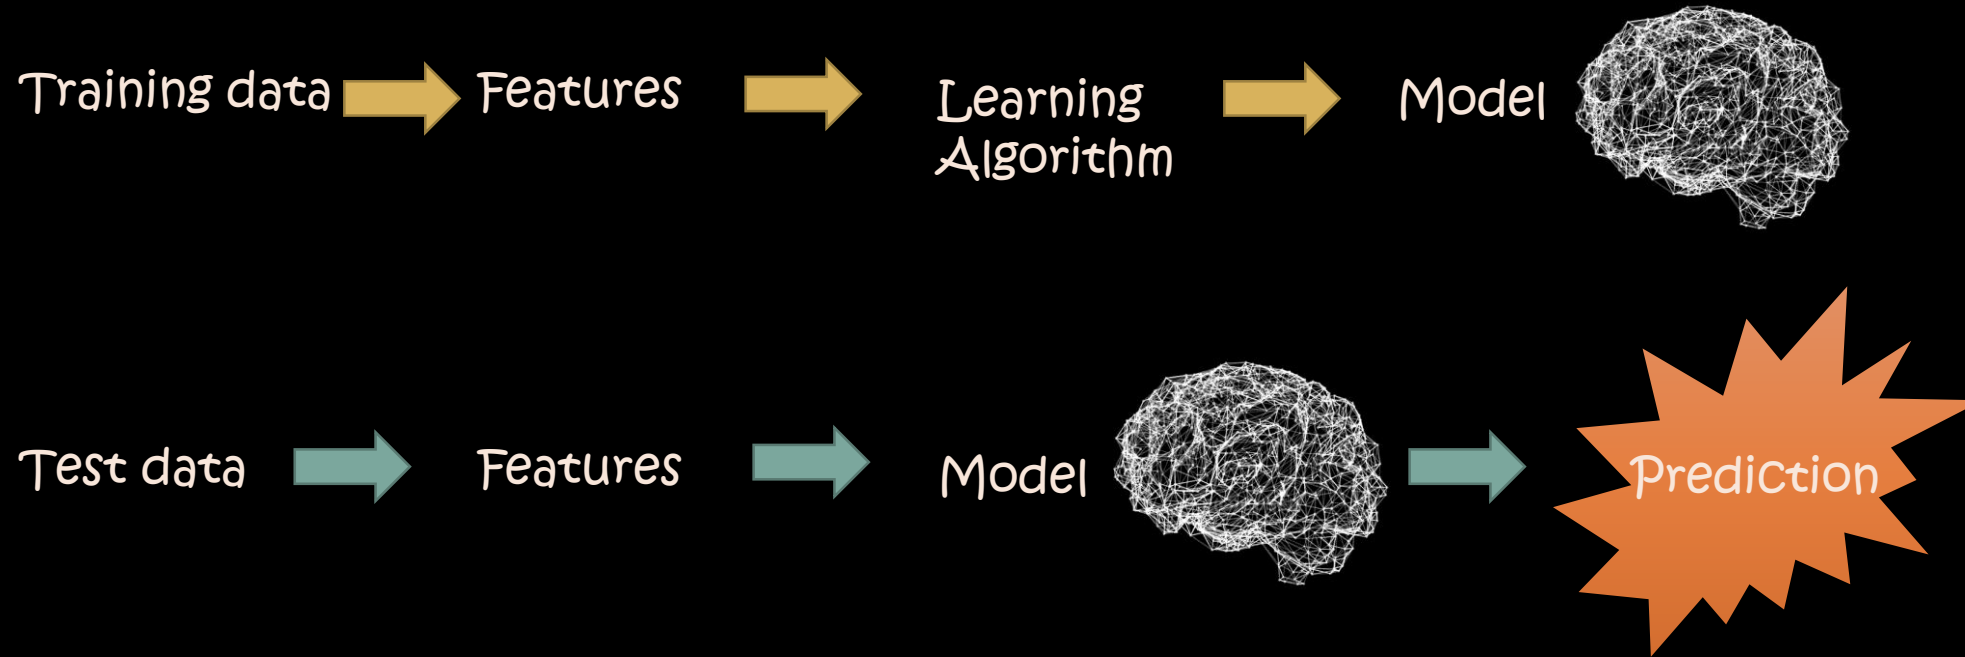 Training data
Features
Learning
Algorithm
Model
Test data
Features
Model
Prediction